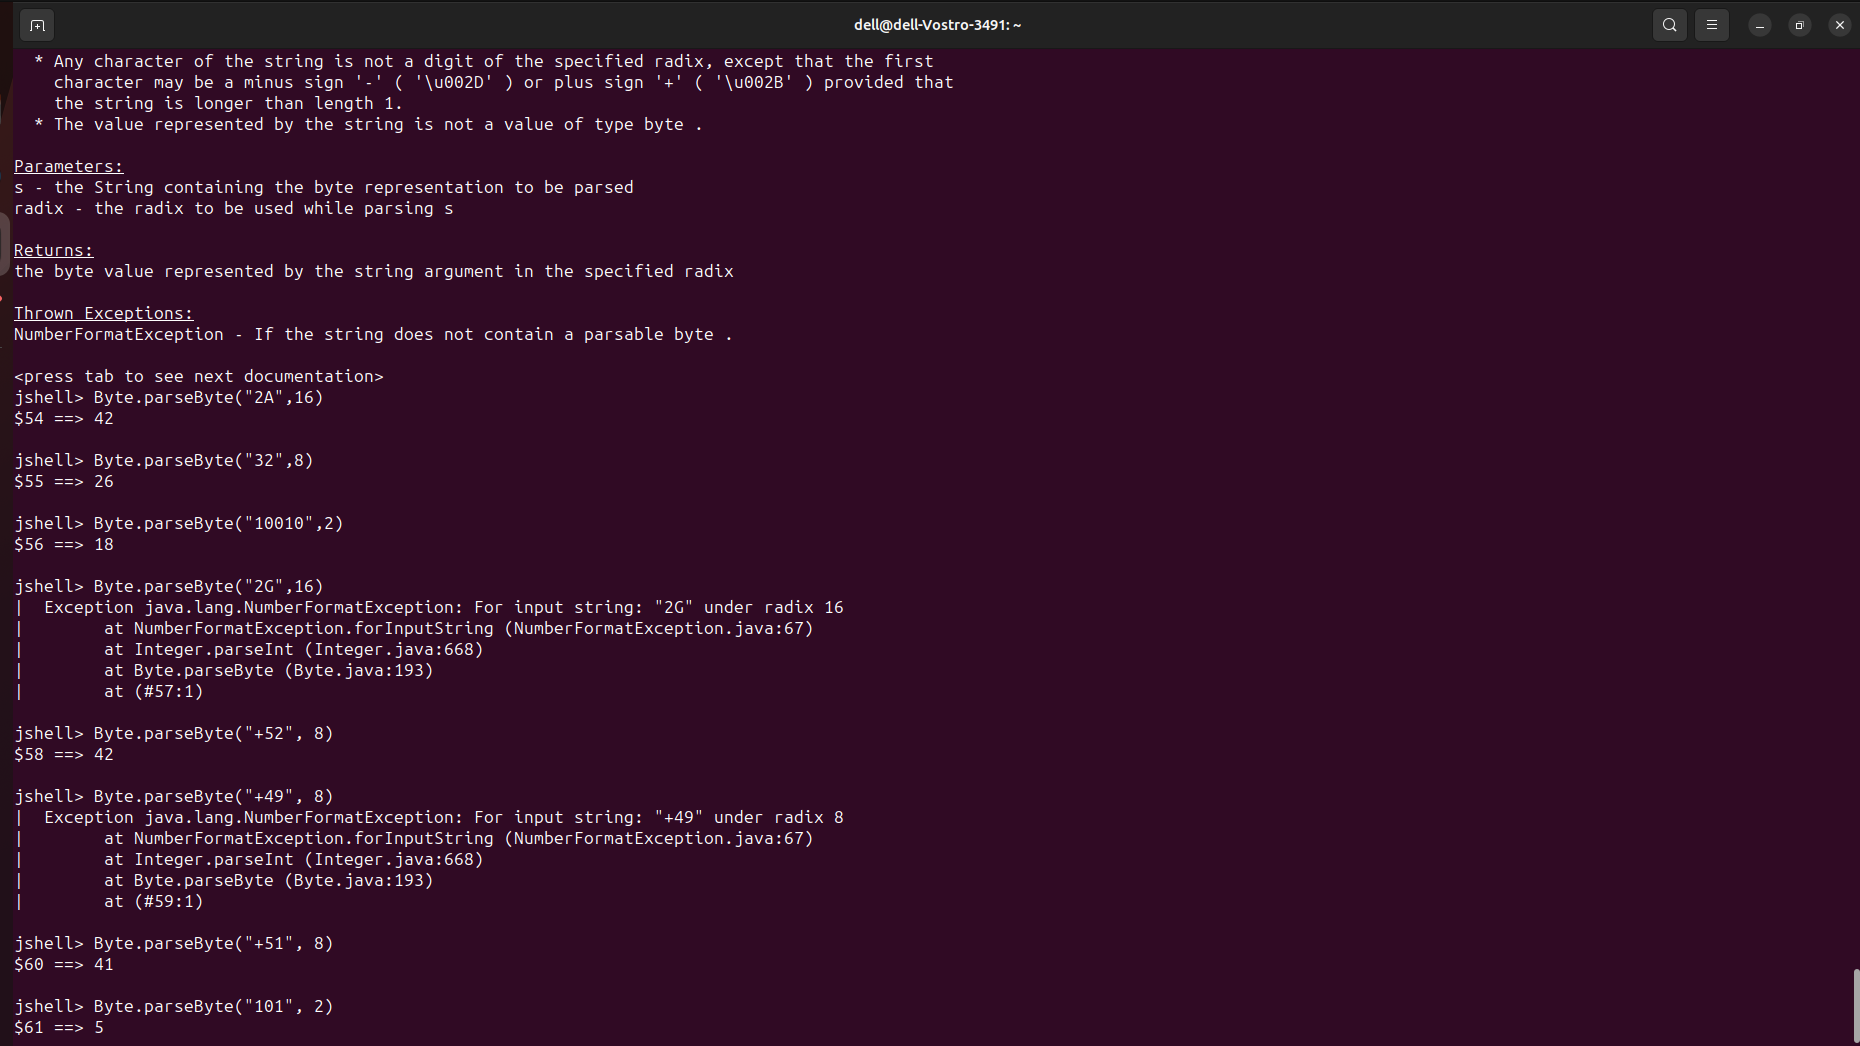 dell@dell-Vostro-3491: ~
* Any character of the string is not a digit of the specified radix, except that the first
character may be a minus sign '-' ( '\u002D' ) or plus sign '+' ( '\u002B' ) provided that
the string is longer than length 1.
* The value represented by the string is not a value of type byte .
Parameters:
s - the String containing the byte representation to be parsed
radix - the radix to be used while parsing s
Returns:
the byte value represented by the string argument in the specified radix
Thrown Exceptions:
NumberFormatException - If the string does not contain a parsable byte .
<press tab to see next documentation>
jshell> Byte.parseByte("2A",16)
$54 ==> 42
jshell> Byte.parseByte("32",8)
$55 ==> 26
jshell> Byte.parseByte("10010",2)
$56 ==> 18
jshell> Byte.parseByte("2G",16)
|  Exception java.lang.NumberFormatException: For input string: "2G" under radix 16
|        at NumberFormatException.forInputString (NumberFormatException.java:67)
|        at Integer.parseInt (Integer.java:668)
|        at Byte.parseByte (Byte.java:193)
|        at (#57:1)
jshell> Byte.parseByte("+52", 8)
$58 ==> 42
jshell> Byte.parseByte("+49", 8)
|  Exception java.lang.NumberFormatException: For input string: "+49" under radix 8
|        at NumberFormatException.forInputString (NumberFormatException.java:67)
|        at Integer.parseInt (Integer.java:668)
|        at Byte.parseByte (Byte.java:193)
|        at (#59:1)
jshell> Byte.parseByte("+51", 8)
$60 ==> 41
jshell> Byte.parseByte("101", 2)
$61 ==> 5